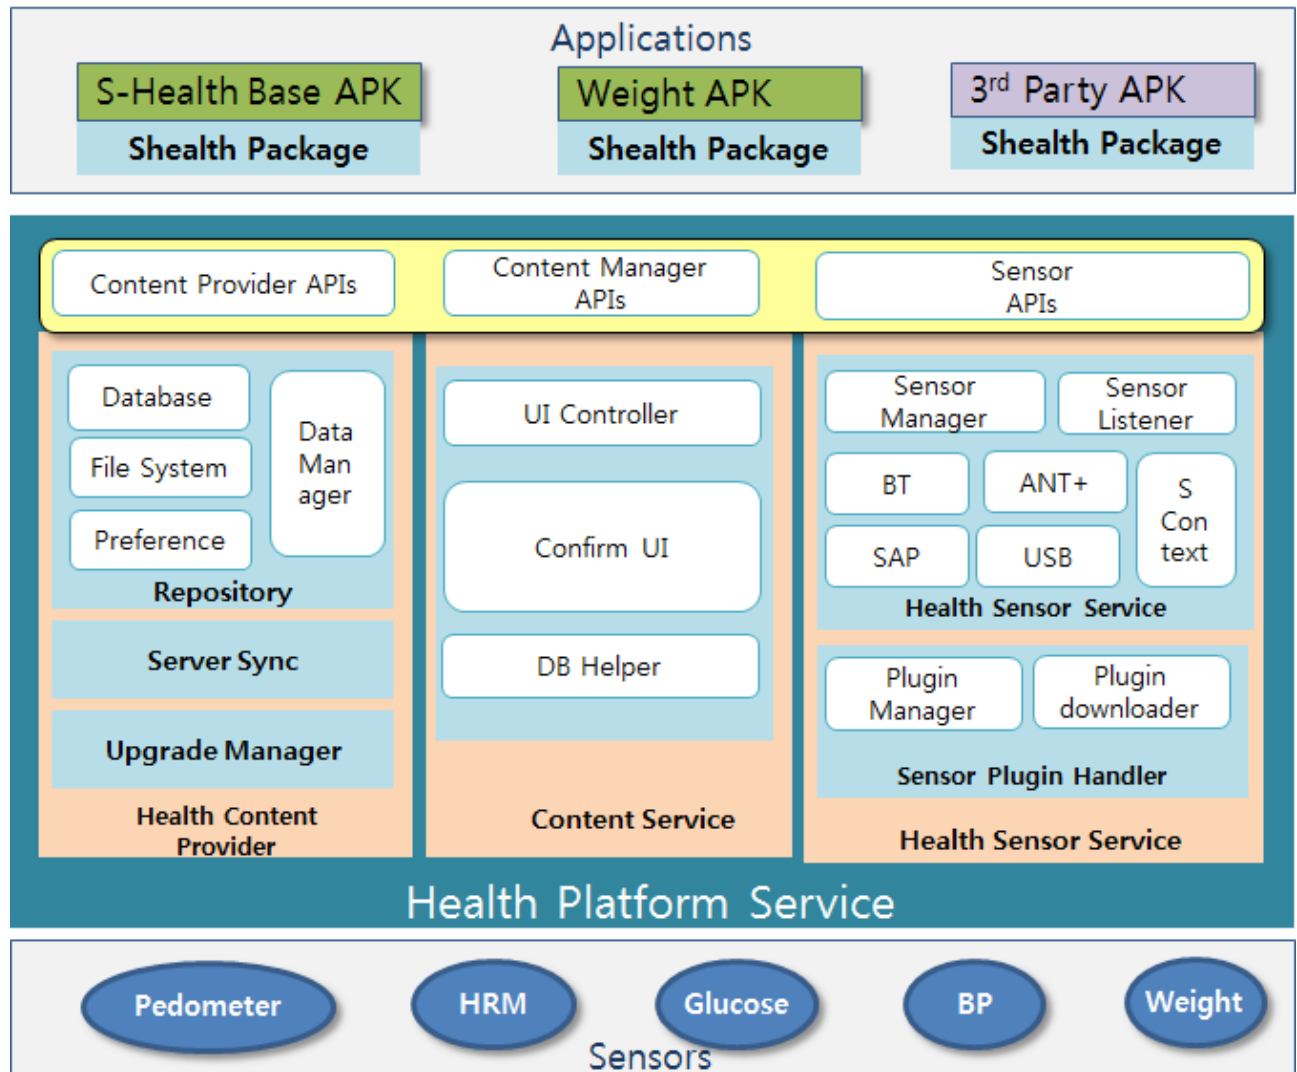 Applications
S-Health Base APK
Shealth Package
Weight APK
Shealth Package
3rd Party APK
Shealth Package
Content Provider APIs
Content Manager
APIs
Sensor
APIs
Database
File System
Preference
Data
Man
ager
Repository
Server Sync
Upgrade Manager
Health Content
Provider
UI Controller
Confirm UI
DB Helper
Content Service
Sensor
Manager
Sensor
Listener
BT
ANT+
S
Con
text
SAP
USB
Health Sensor Service
Plugin
Manager
Plugin
downloader
Sensor Plugin Handler
Health Sensor Service
Health Platform Service
Pedometer
HRM
Glucose
BP
Weight
Sensors